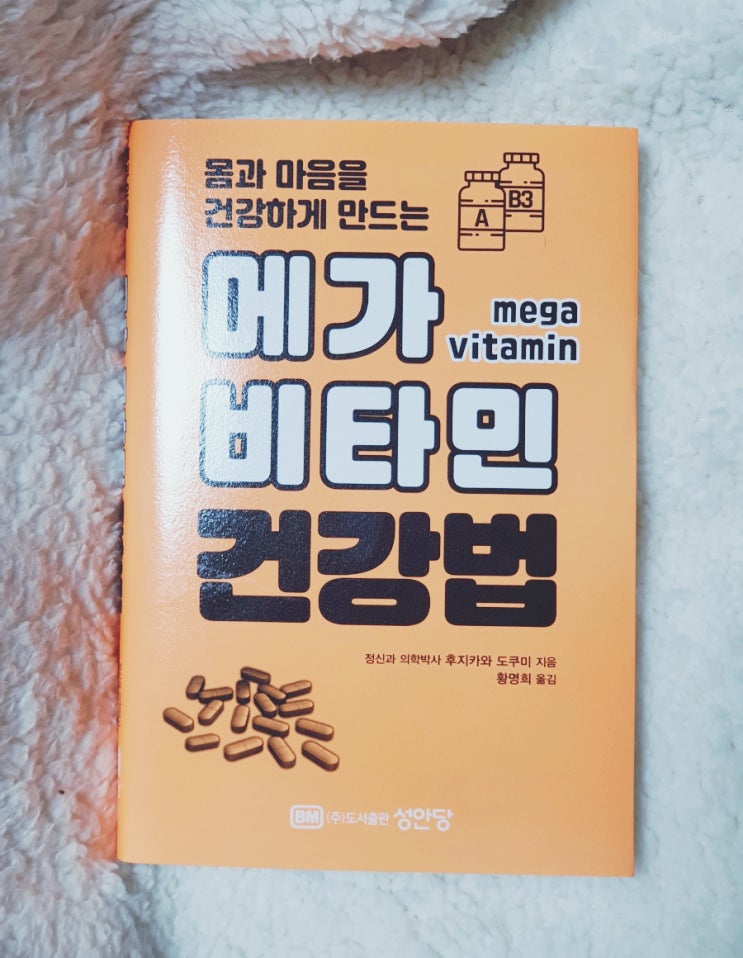 몸과 마음을
건강하게 만드는
A
B3
메가
mega
vitamin
비타민
건강법
정신과 의학박사 후지카와 도쿠미 지음
황명희 옮김
BM (주)도서출판 성안당